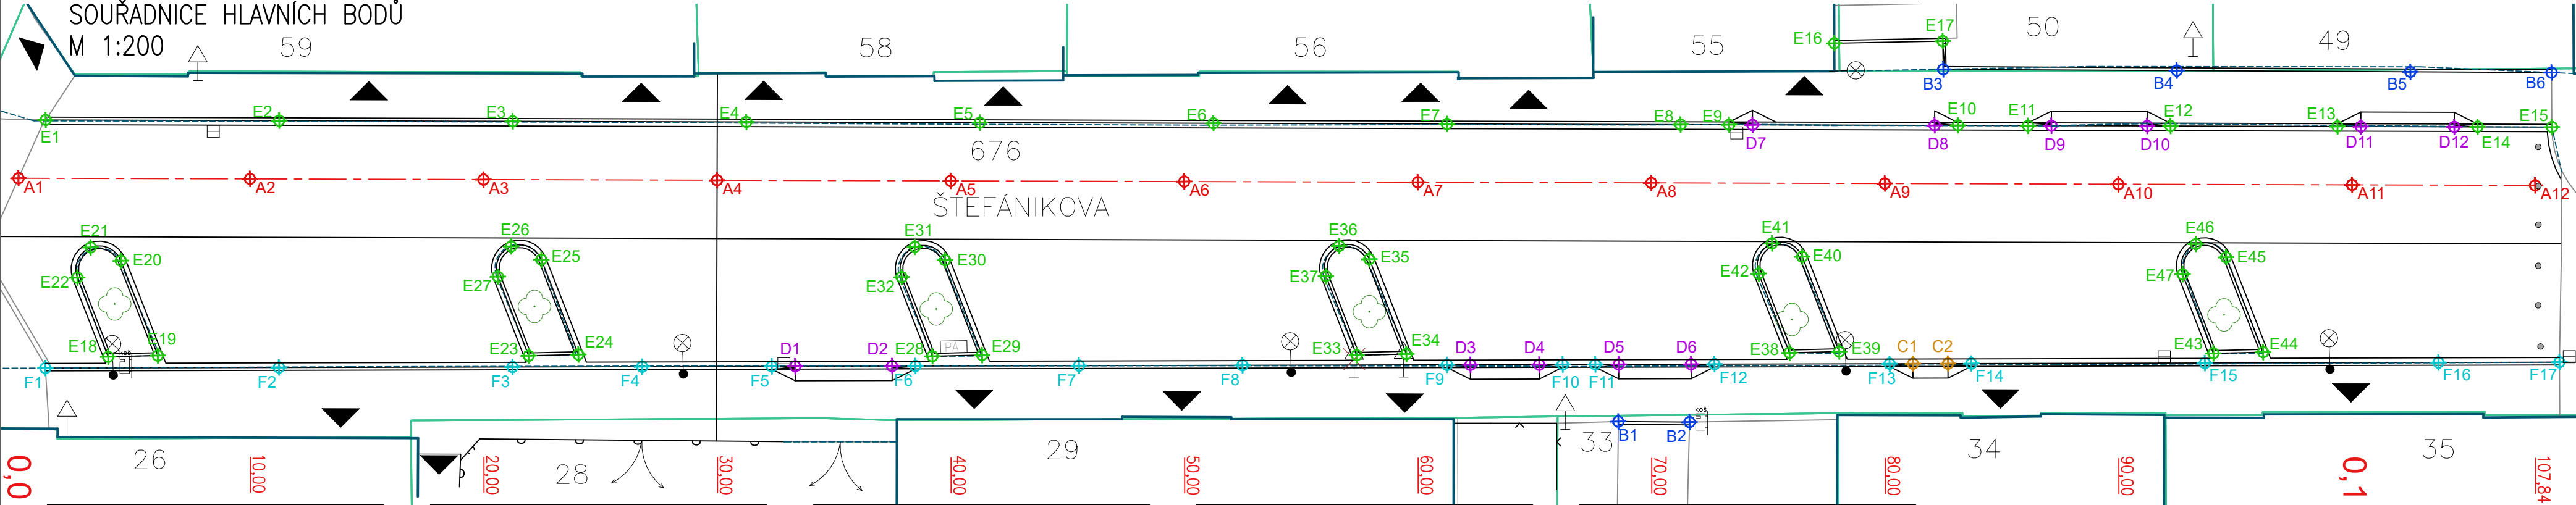 SOUŘADNICE HLAVNÍCH BODŮ
M 1:200
59 58 56 55 50 49
E16 E17
B3 B4 B5 B6
E1 E2 E3 E4 E5 E6 E7 E8 E9 E10 E11 E12 E13 E14 E15
D7 D8 D9 D10 D11 D12
676
A1 A2 A3 A4 A5 A6 A7 A8 A9 A10 A11 A12
ŠTEFÁNIKOVA
E21 E26 E31 E36 E41 E46
E20 E25 E30 E35 E40 E45
E22 E27 E32 E37 E42 E47
E18 E19 E23 E24 E28 E29 E33 E34 E38 E39 E43 E44
koš
PA
D1 D2 D3 D4 D5 D6 C1 C2
F1 F2 F3 F4 F5 F6 F7 F8 F9 F10 F11 F12 F13 F14 F15 F16 F17
koš
B1 B2
26 28 29 33 34 35
0,0 10,00 20,00 30,00 40,00 50,00 60,00 70,00 80,00 90,00 0,1 107,84